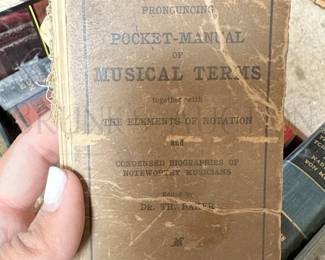 PRONOUNCING
POCKET-MANUAL
OF
MUSICAL TERMS
together with
THE ELEMENTS OF NOTATION
and
CONDENSED BIOGRAPHIES OF
NOTEWORTHY MUSICIANS
Edited by
DR. TH. BAKER